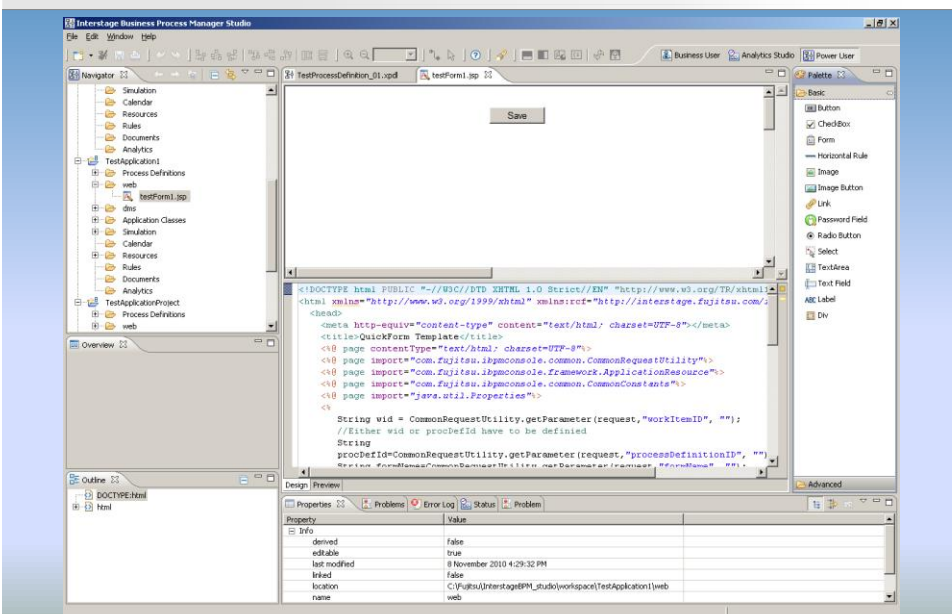 Interstage Business Process Manager Studio
File Edit Window Help
Business User Analytics Studio Power User
Navigator
Simulation
Calendar
Resources
Rules
Documents
Analytics
TestApplication1
Process Definitions
web
testForm1.jsp
dms
Application Classes
Simulation
Calendar
Resources
Rules
Documents
Analytics
TestApplicationProject
Process Definitions
web
Overview
Outline
DOCTYPE:html
html
TestProcessDefinition_01.xpdl testForm1.jsp
Save
<!DOCTYPE html PUBLIC "-//W3C//DTD XHTML 1.0 Strict//EN" "http://www.w3.org/TR/xhtml1
<html xmlns="http://www.w3.org/1999/xhtml" xmlns:rcf="http://interstage.fujitsu.com/
<head>
<meta http-equiv="content-type" content="text/html; charset=UTF-8"></meta>
<title>QuickForm Template</title>
<%@ page contentType="text/html; charset=UTF-8"%>
<%@ page import="com.fujitsu.ibpmconsole.common.CommonRequestUtility"%>
<%@ page import="com.fujitsu.ibpmconsole.framework.ApplicationResource"%>
<%@ page import="com.fujitsu.ibpmconsole.common.CommonConstants"%>
<%@ page import="java.util.Properties"%>
<%
String wid = CommonRequestUtility.getParameter(request,"workItemID", "");
//Either wid or procDefId have to be definied
String
procDefId=CommonRequestUtility.getParameter(request,"processDefinitionID", "")
String formName=CommonRequestUtility.getParameter(request,"formName", "");
Design Preview
Palette
Basic
Button
CheckBox
Form
Horizontal Rule
Image
Image Button
Link
Password Field
Radio Button
Select
TextArea
Text Field
ABC Label
Div
Advanced
Properties Problems Error Log Status Problem
Property Value
Info
derived false
editable true
last modified 8 November 2010 4:29:32 PM
linked false
location C:\Fujitsu\InterstageBPM_studio\workspace\TestApplication1\web
name web